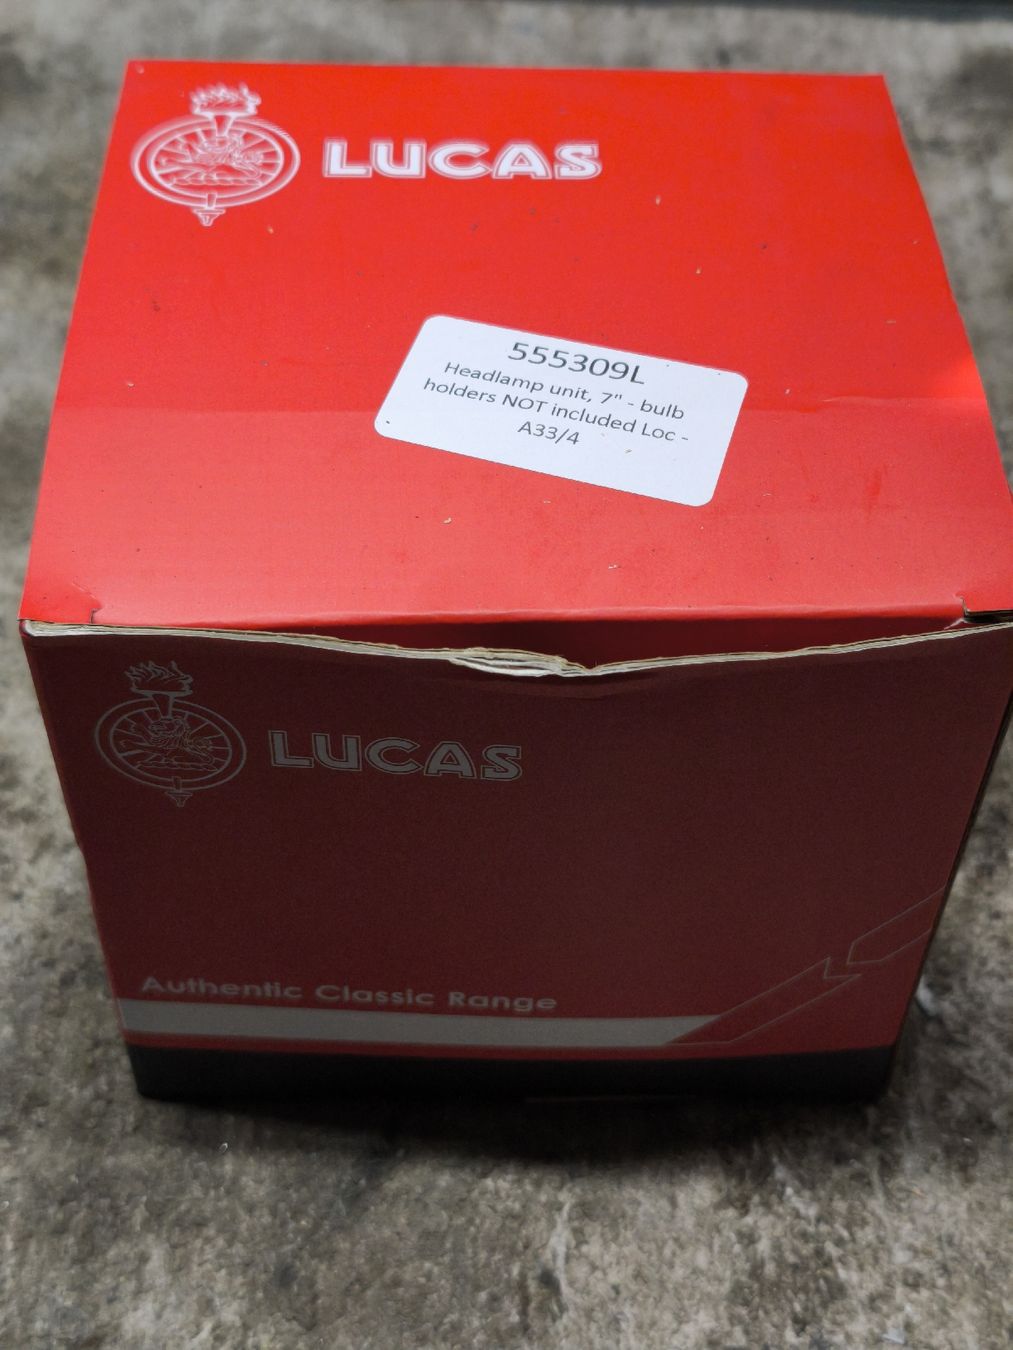 LUCAS
555309L
Headlamp unit, 7" - bulb
holders NOT included Loc -
A33/4
LUCAS
Authentic Classic Range